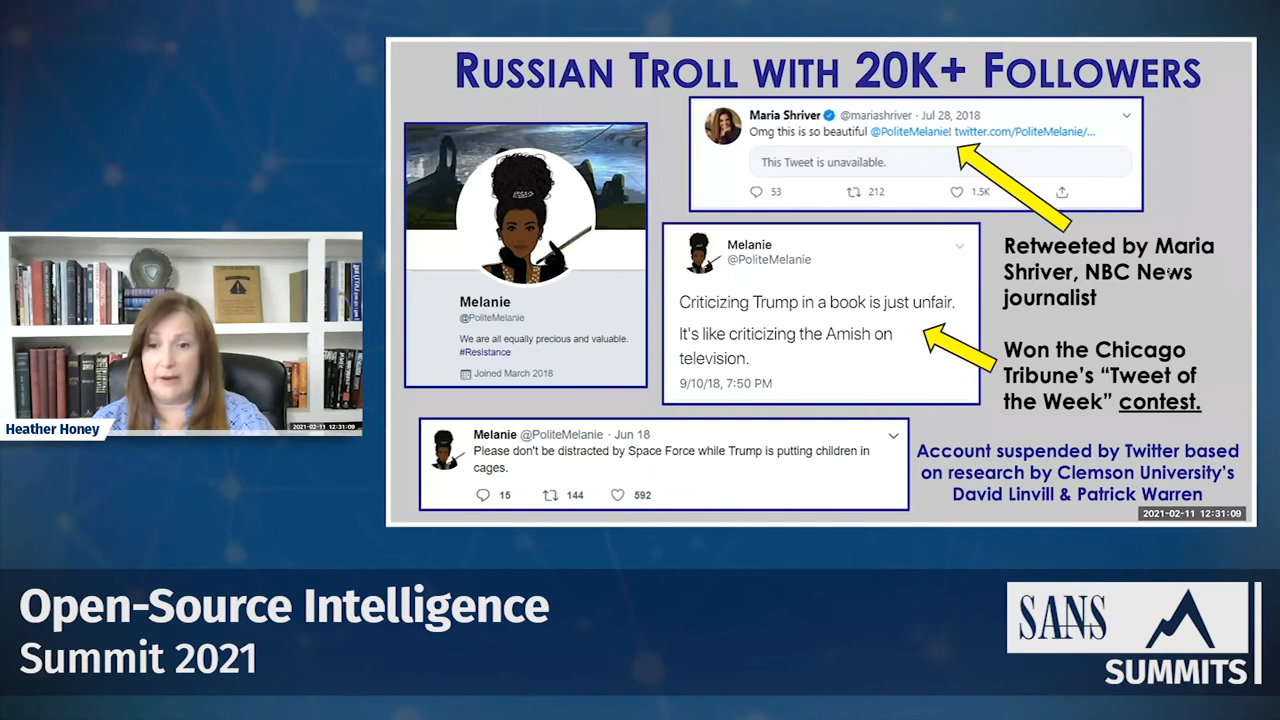 RUSSIAN TROLL WITH 20K+ FOLLOWERS
Maria Shriver @mariashriver · Jul 28, 2018
Omg this is so beautiful @PoliteMelanie! twitter.com/PoliteMelanie/...
This Tweet is unavailable.
53 212 1.5K
Melanie
@PoliteMelanie
We are all equally precious and valuable.
#Resistance
Joined March 2018
Melanie
@PoliteMelanie
Criticizing Trump in a book is just unfair.
It's like criticizing the Amish on
television.
9/10/18, 7:50 PM
Retweeted by Maria
Shriver, NBC News
journalist
Won the Chicago
Tribune's “Tweet of
the Week” contest.
Melanie @PoliteMelanie · Jun 18
Please don't be distracted by Space Force while Trump is putting children in
cages.
15 144 592
Account suspended by Twitter based
on research by Clemson University's
David Linvill & Patrick Warren
2021-02-11 12:31:09
Heather Honey
2021-02-11 12:31:09
Open-Source Intelligence
Summit 2021
SANS
SUMMITS